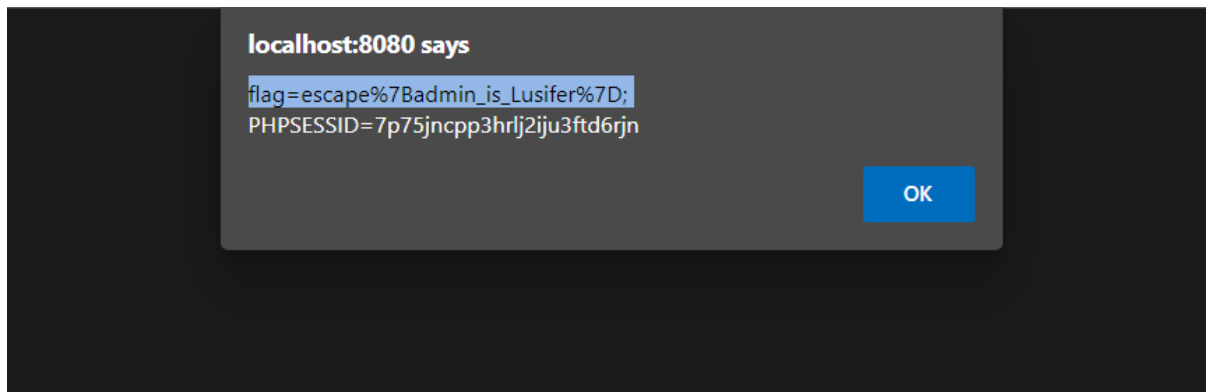 localhost:8080 says
flag=escape%7Badmin_is_Lusifer%7D;
PHPSESSID=7p75jncpp3hrlj2iju3ftd6rjn
OK